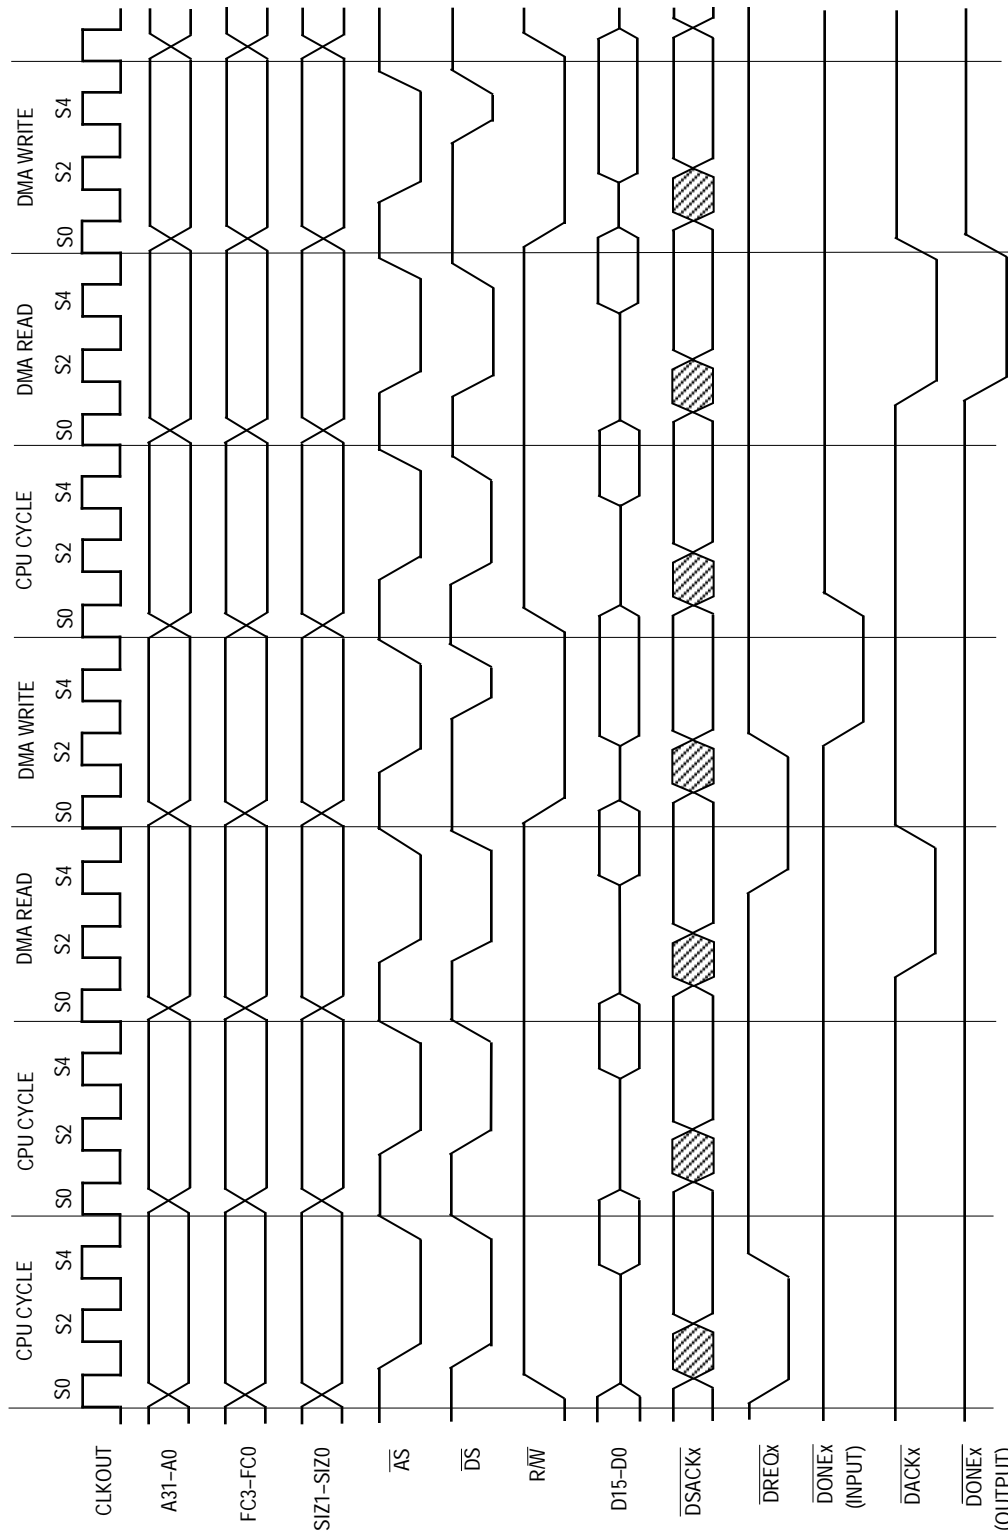 CPU CYCLE
CPU CYCLE
DMA READ
DMA WRITE
CPU CYCLE
DMA READ
DMA WRITE
S0 S2 S4 S0 S2 S4 S0 S2 S4 S0 S2 S4 S0 S2 S4 S0 S2 S4 S0 S2 S4
CLKOUT
A31–A0
FC3–FC0
SIZ1–SIZ0
AS
DS
R/W
D15–D0
DSACKx
DREQx
DONEx
(INPUT)
DACKx
DONEx
(OUTPUT)